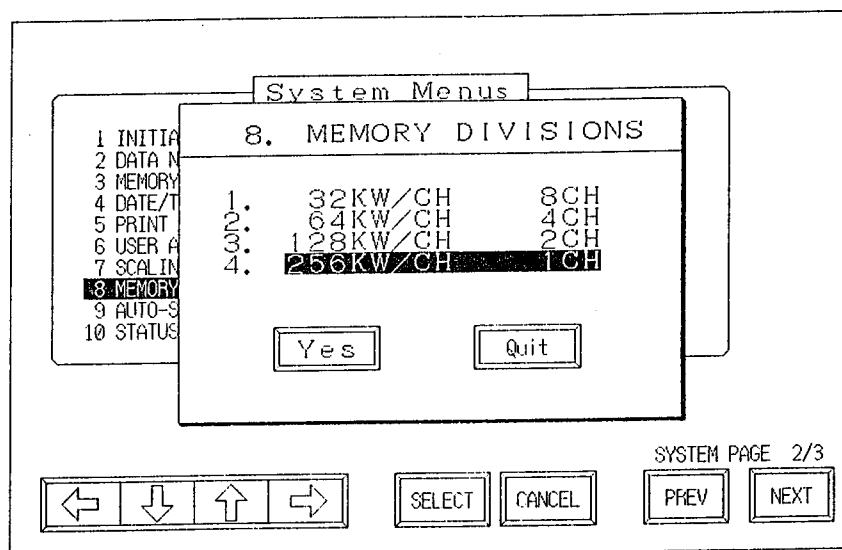 System Menus
8. MEMORY DIVISIONS
1. 32KW/CH 8CH
2. 64KW/CH 4CH
3. 128KW/CH 2CH
4. 256KW/CH 1CH
Yes Quit
1 INITIA
2 DATA N
3 MEMORY
4 DATE/T
5 PRINT
6 USER A
7 SCALIN
8 MEMORY
9 AUTO-S
10 STATUS
SYSTEM PAGE 2/3
SELECT CANCEL PREV NEXT